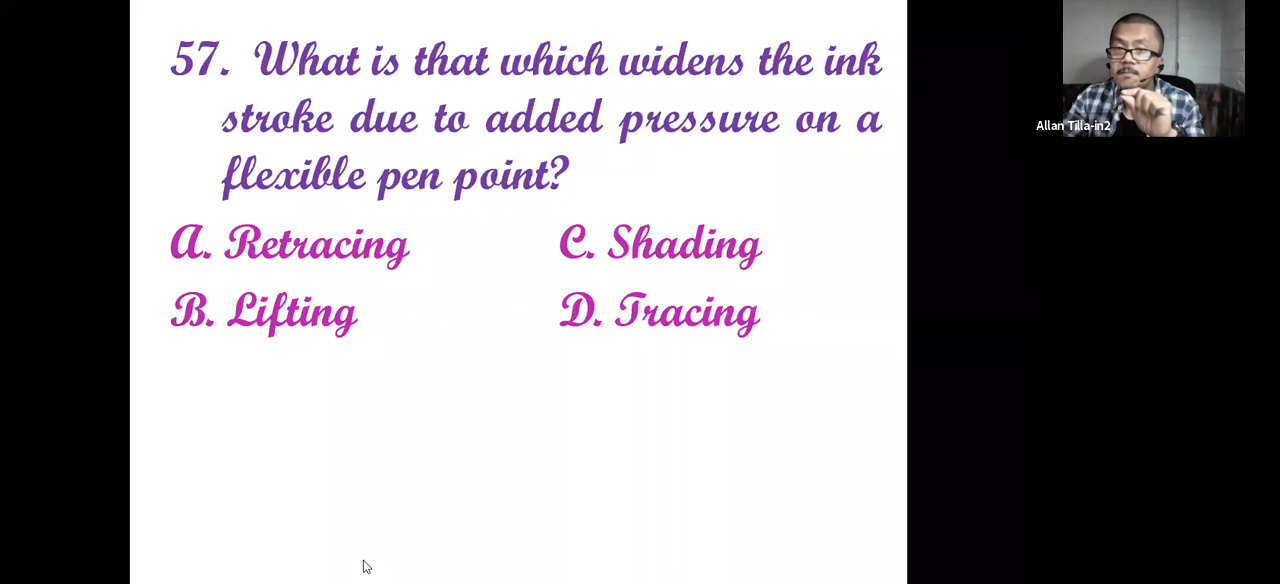 57. What is that which widens the ink
stroke due to added pressure on a
flexible pen point?
A. Retracing C. Shading
B. Lifting D. Tracing
Allan Tilla-in2